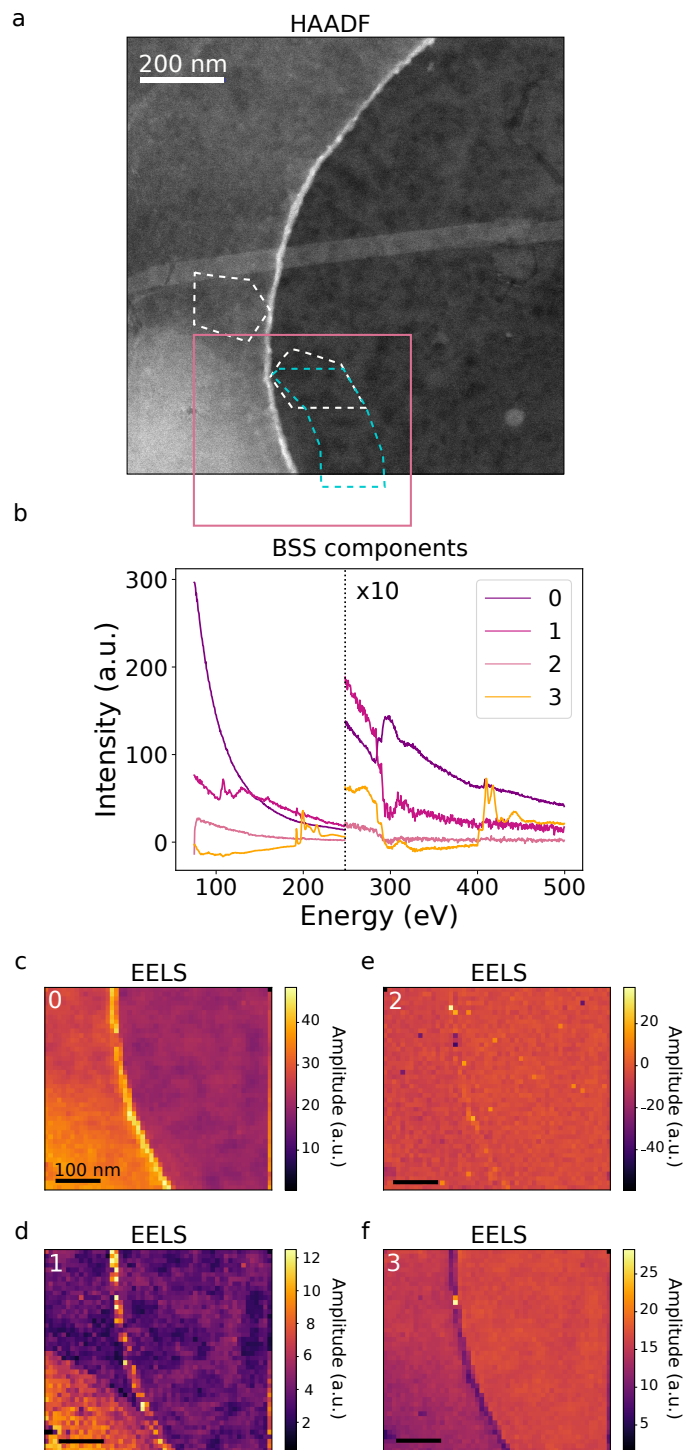 a
HAADF
200 nm
b
BSS components
x10
0
1
2
3
300
200
100
0
Intensity (a.u.)
100
200
300
400
500
Energy (eV)
c
EELS
0
100 nm
40
30
20
10
Amplitude (a.u.)
e
EELS
2
20
0
−20
−40
Amplitude (a.u.)
d
EELS
1
12
10
8
6
4
2
Amplitude (a.u.)
f
EELS
3
25
20
15
10
5
Amplitude (a.u.)